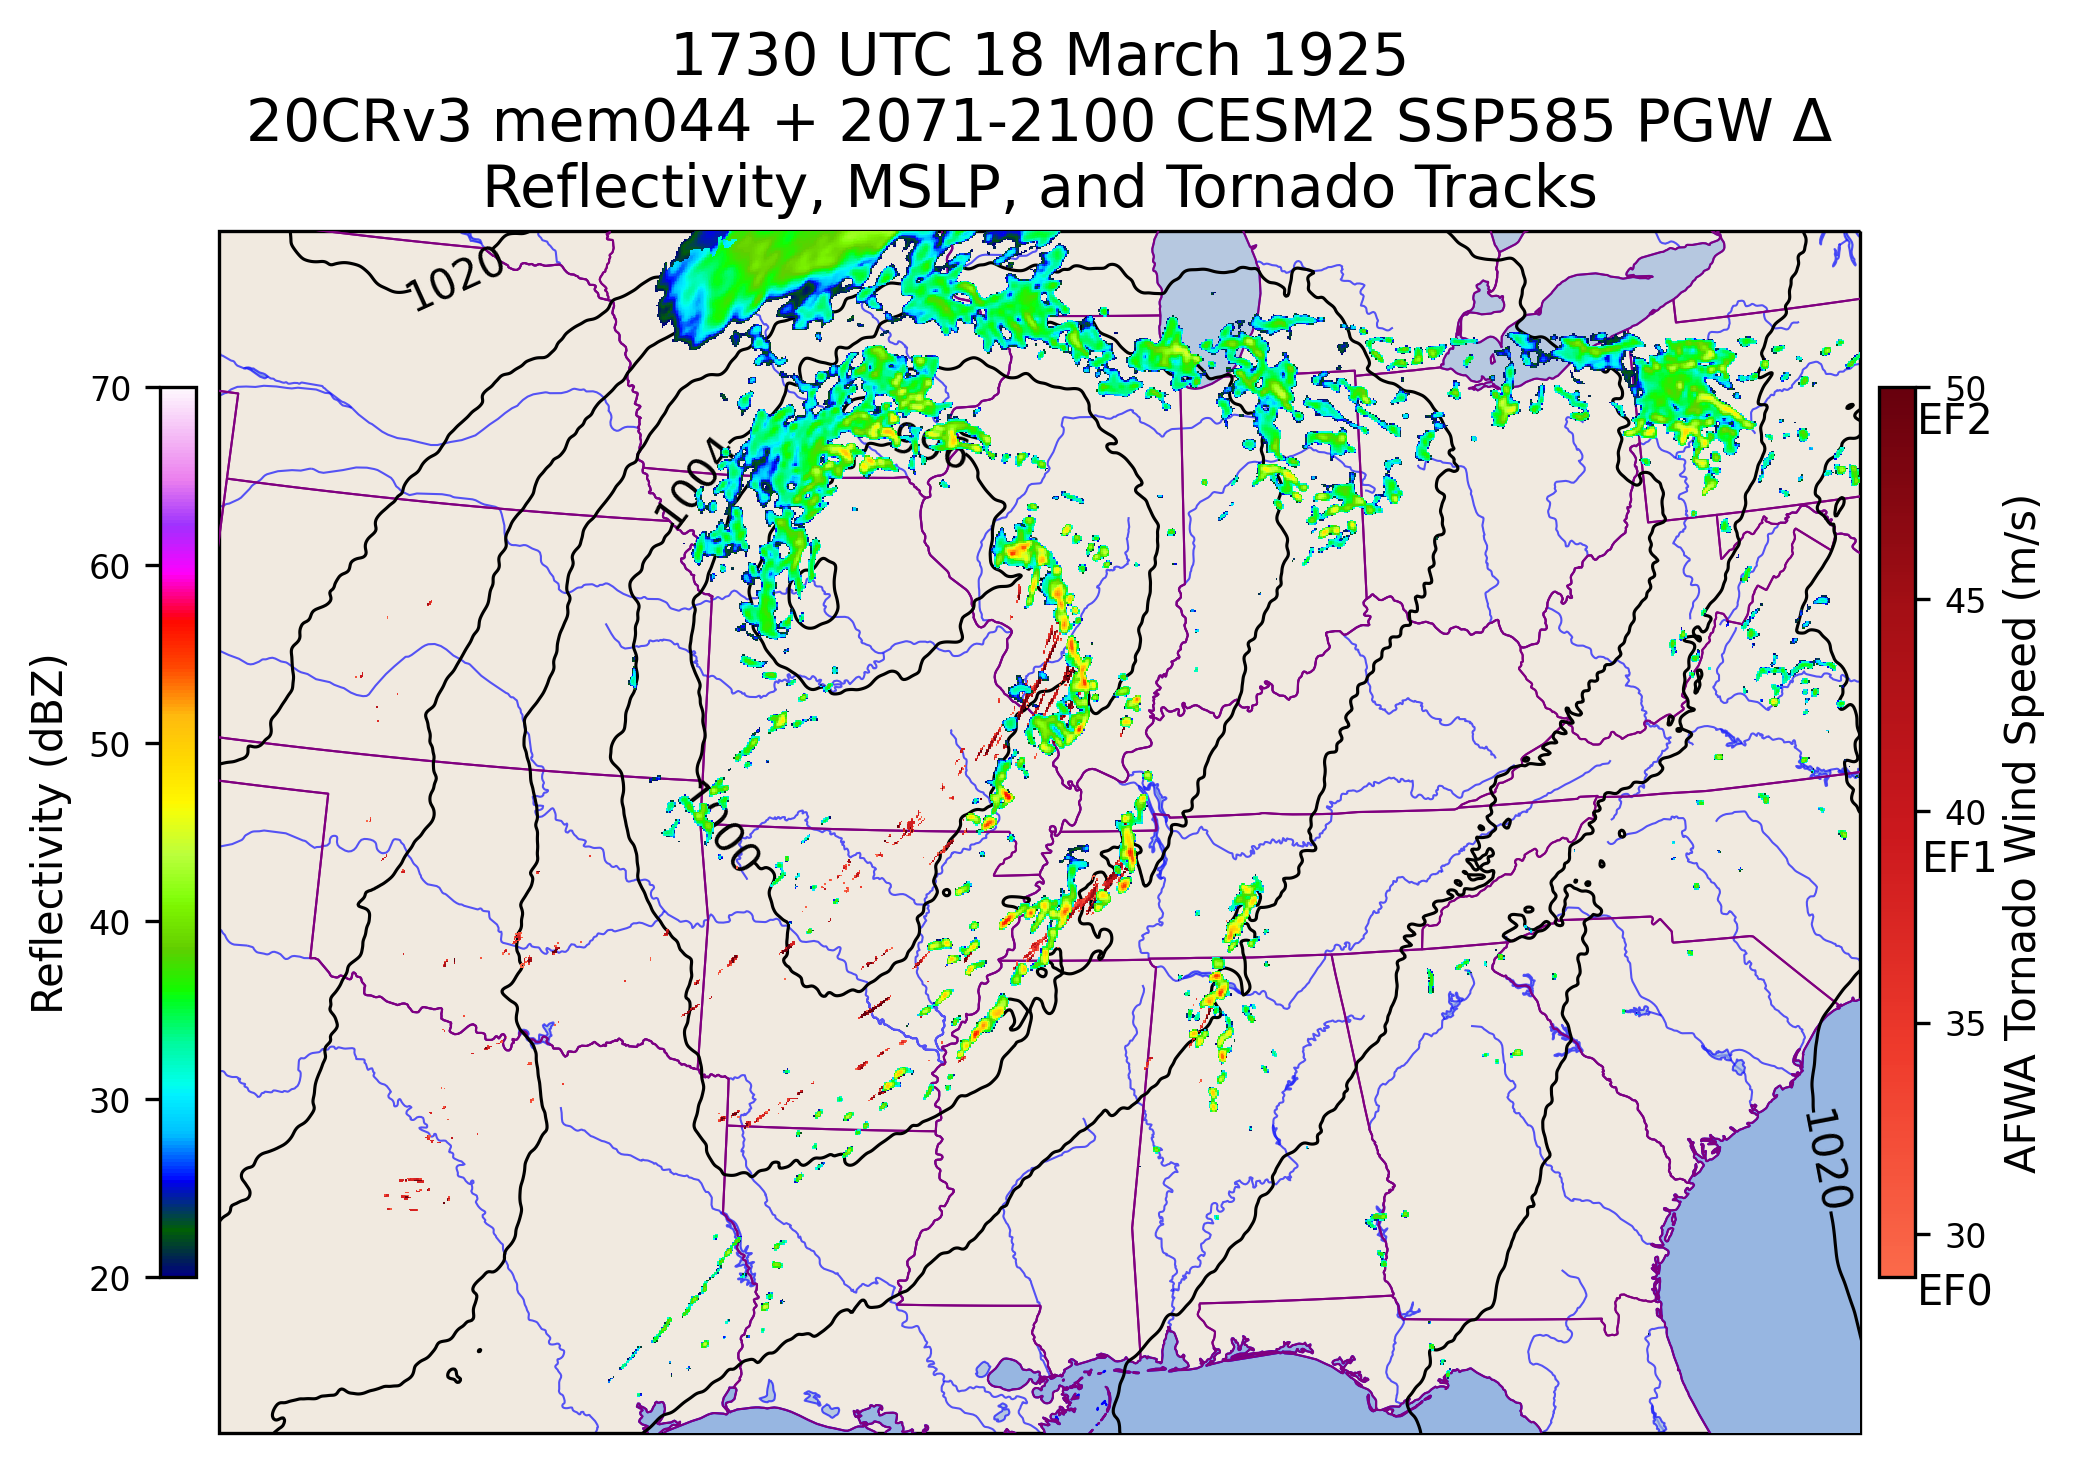 1730 UTC 18 March 1925
20CRv3 mem044 + 2071-2100 CESM2 SSP585 PGW Δ
Reflectivity, MSLP, and Tornado Tracks
1020
1004
996
1000
1020
70
60
50
40
30
20
Reflectivity (dBZ)
50
EF2
45
40
EF1
35
30
EF0
AFWA Tornado Wind Speed (m/s)